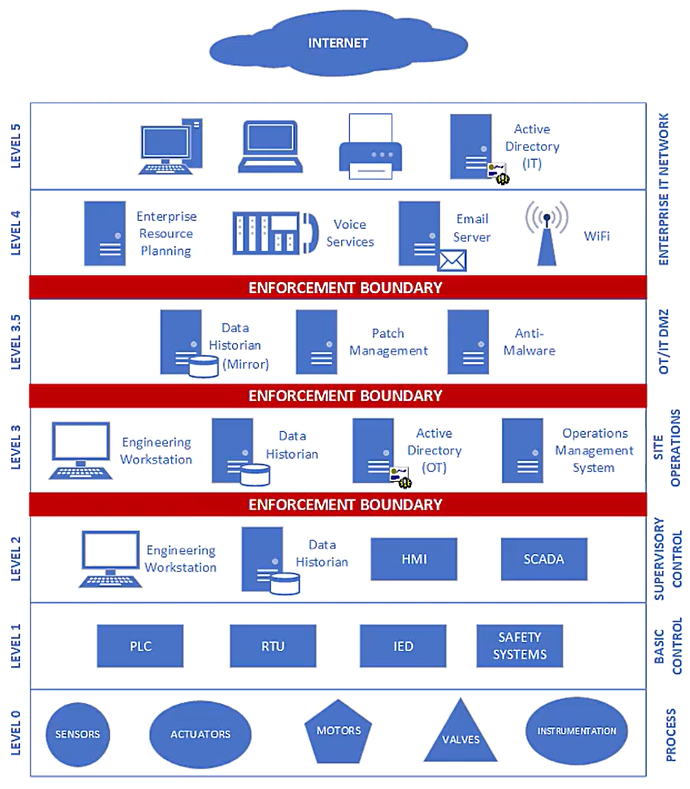 INTERNET
LEVEL 5
Active
Directory
(IT)
ENTERPRISE IT NETWORK
LEVEL 4
Enterprise
Resource
Planning
Voice
Services
Email
Server
WiFi
ENFORCEMENT BOUNDARY
LEVEL 3.5
Data
Historian
(Mirror)
Patch
Management
Anti-
Malware
OT/IT DMZ
ENFORCEMENT BOUNDARY
LEVEL 3
Engineering
Workstation
Data
Historian
Active
Directory
(OT)
Operations
Management
System
SITE
OPERATIONS
ENFORCEMENT BOUNDARY
LEVEL 2
Engineering
Workstation
Data
Historian
HMI
SCADA
SUPERVISORY
CONTROL
LEVEL 1
PLC
RTU
IED
SAFETY
SYSTEMS
BASIC
CONTROL
LEVEL 0
SENSORS
ACTUATORS
MOTORS
VALVES
INSTRUMENTATION
PROCESS